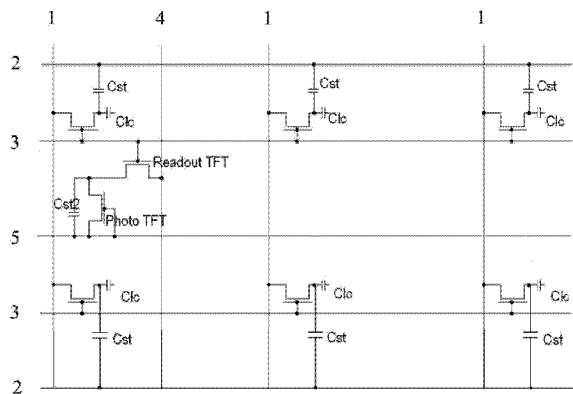 1 4 1 1
2
Cst Cst Cst
Clc Clc Clc
3
Readout TFT
Cst2
Photo TFT
5
Clc Clc Clc
3
Cst Cst Cst
2